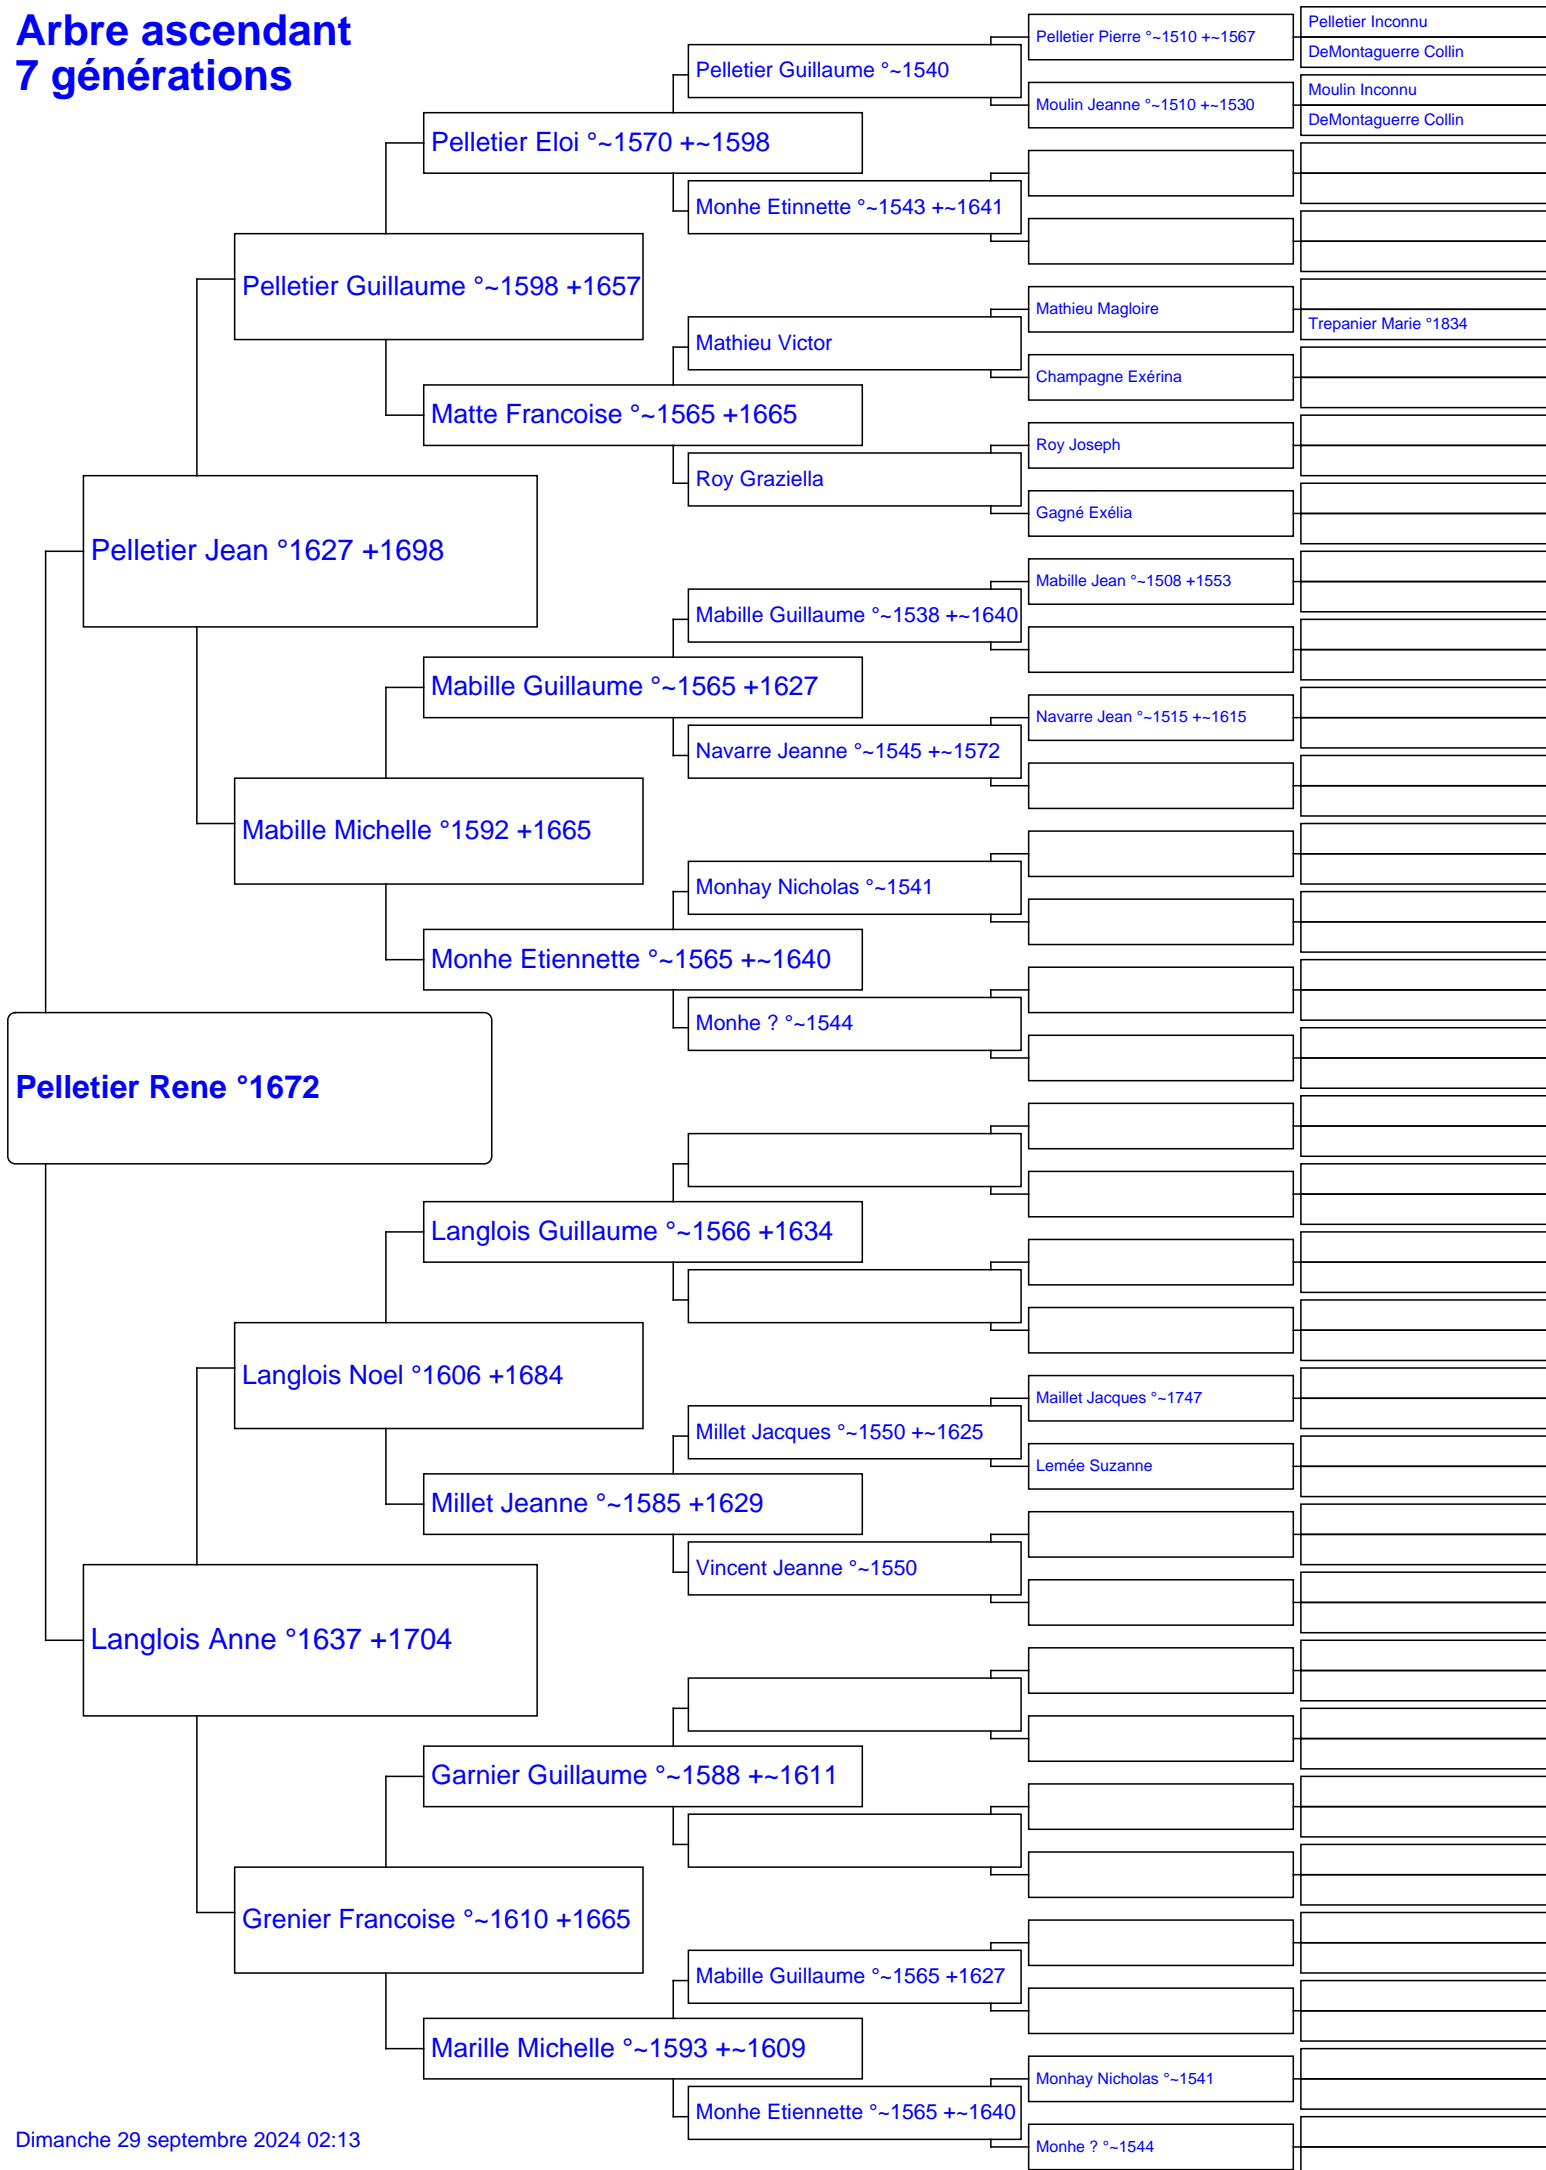 Arbre ascendant
7 générations
Pelletier Rene °1672
Pelletier Jean °1627 +1698
Langlois Anne °1637 +1704
Pelletier Guillaume °~1598 +1657
Mabille Michelle °1592 +1665
Langlois Noel °1606 +1684
Grenier Francoise °~1610 +1665
Pelletier Eloi °~1570 +~1598
Matte Francoise °~1565 +1665
Mabille Guillaume °~1565 +1627
Monhe Etiennette °~1565 +~1640
Langlois Guillaume °~1566 +1634
Millet Jeanne °~1585 +1629
Garnier Guillaume °~1588 +~1611
Marille Michelle °~1593 +~1609
Pelletier Guillaume °~1540
Monhe Etinnette °~1543 +~1641
Mathieu Victor
Roy Graziella
Mabille Guillaume °~1538 +~1640
Navarre Jeanne °~1545 +~1572
Monhay Nicholas °~1541
Monhe ? °~1544
Millet Jacques °~1550 +~1625
Vincent Jeanne °~1550
Mabille Guillaume °~1565 +1627
Monhe Etiennette °~1565 +~1640
Pelletier Pierre °~1510 +~1567
Moulin Jeanne °~1510 +~1530
Mathieu Magloire
Champagne Exérina
Roy Joseph
Gagné Exélia
Mabille Jean °~1508 +1553
Navarre Jean °~1515 +~1615
Maillet Jacques °~1747
Lemée Suzanne
Monhay Nicholas °~1541
Monhe ? °~1544
Pelletier Inconnu
DeMontaguerre Collin
Moulin Inconnu
DeMontaguerre Collin
Trepanier Marie °1834
Dimanche 29 septembre 2024 02:13